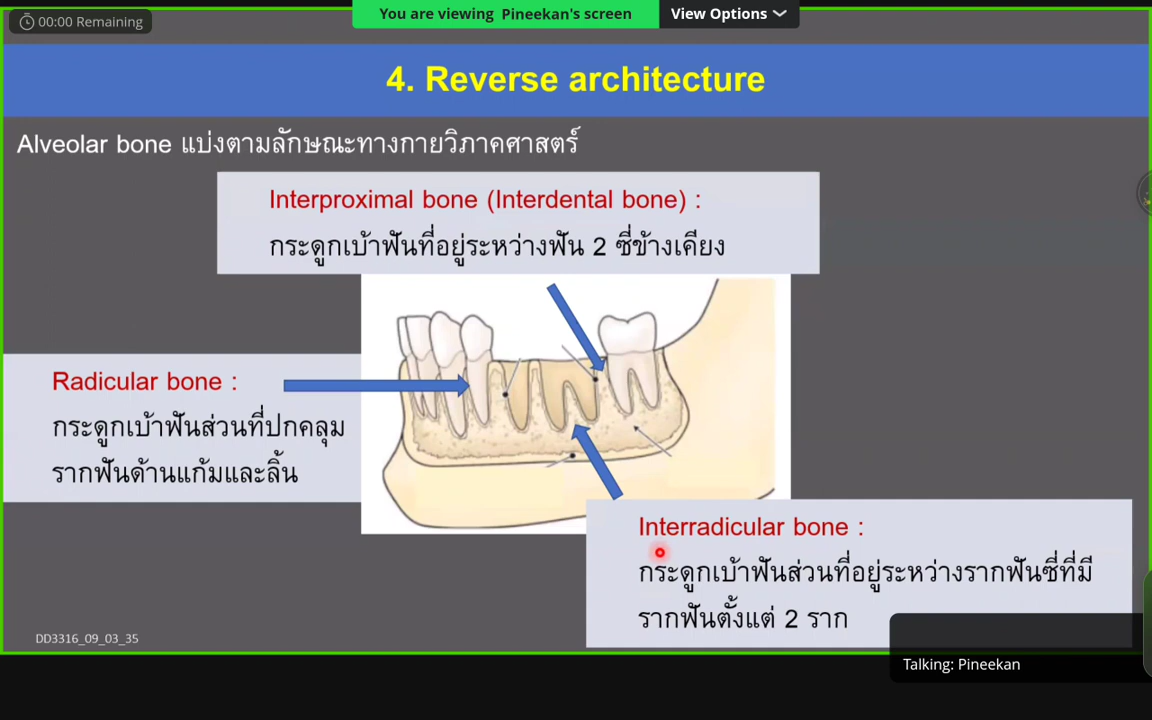 00:00 Remaining
You are viewing Pineekan's screen
View Options
4. Reverse architecture
Alveolar bone แบ่งตามลักษณะทางกายวิภาคศาสตร์
Interproximal bone (Interdental bone) :
กระดูกเบ้าฟันที่อยู่ระหว่างฟัน 2 ซี่ข้างเคียง
Radicular bone :
กระดูกเบ้าฟันส่วนที่ปกคลุม
รากฟันด้านแก้มและลิ้น
Interradicular bone :
กระดูกเบ้าฟันส่วนที่อยู่ระหว่างรากฟันซี่ที่มี
รากฟันตั้งแต่ 2 ราก
DD3316_09_03_35
Talking: Pineekan